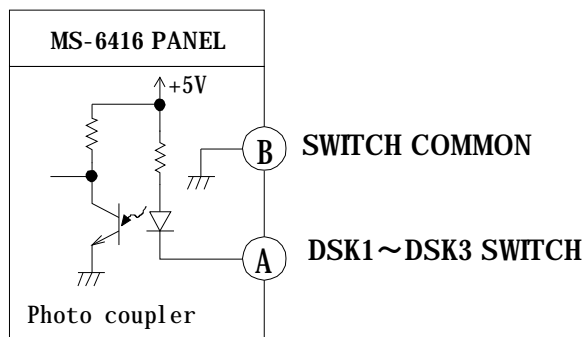 MS-6416 PANEL
+5V
B SWITCH COMMON
A DSK1～DSK3 SWITCH
Photo coupler